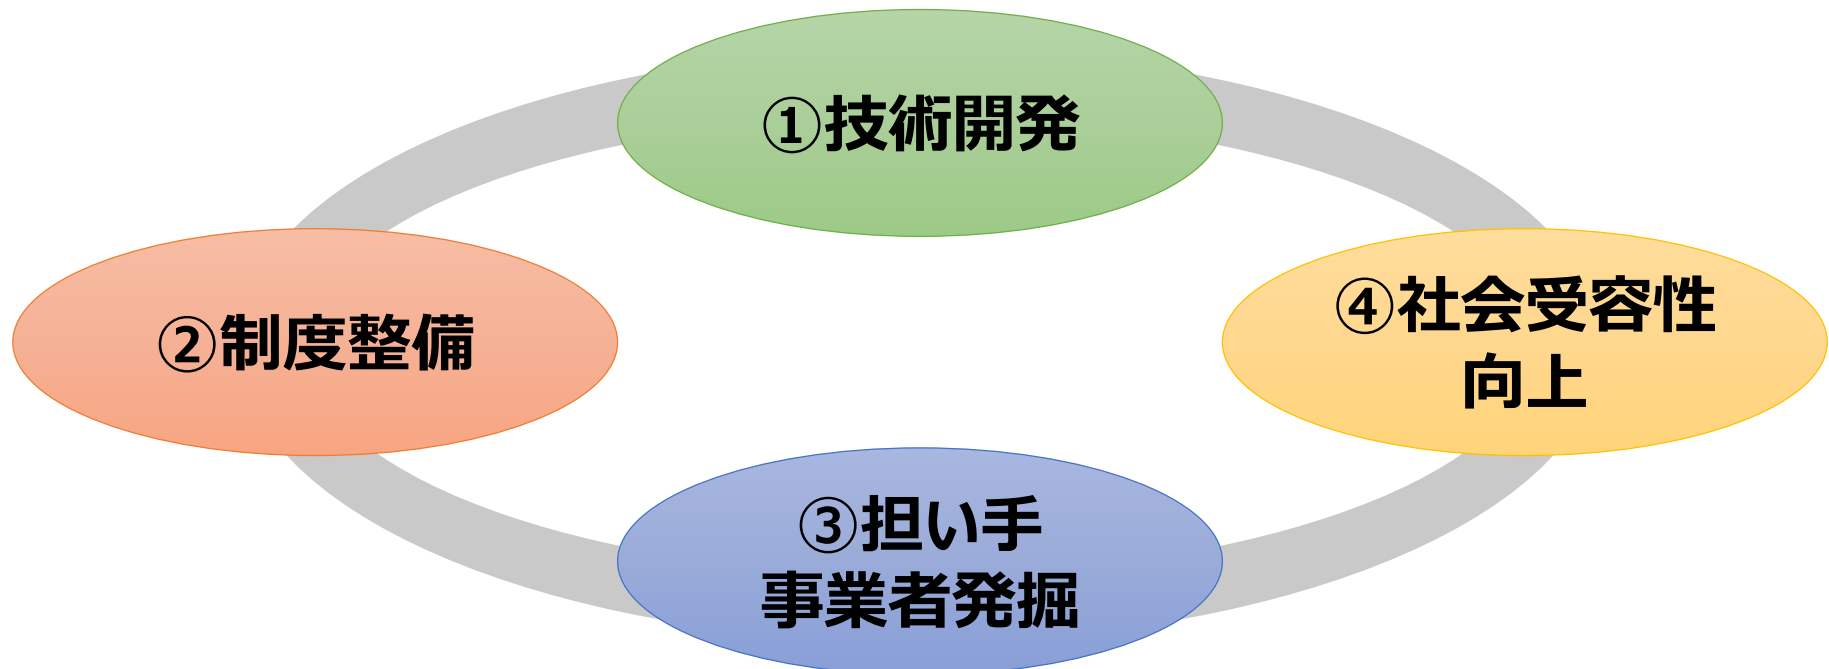 ①技術開発
②制度整備
④社会受容性
向上
③担い手
事業者発掘